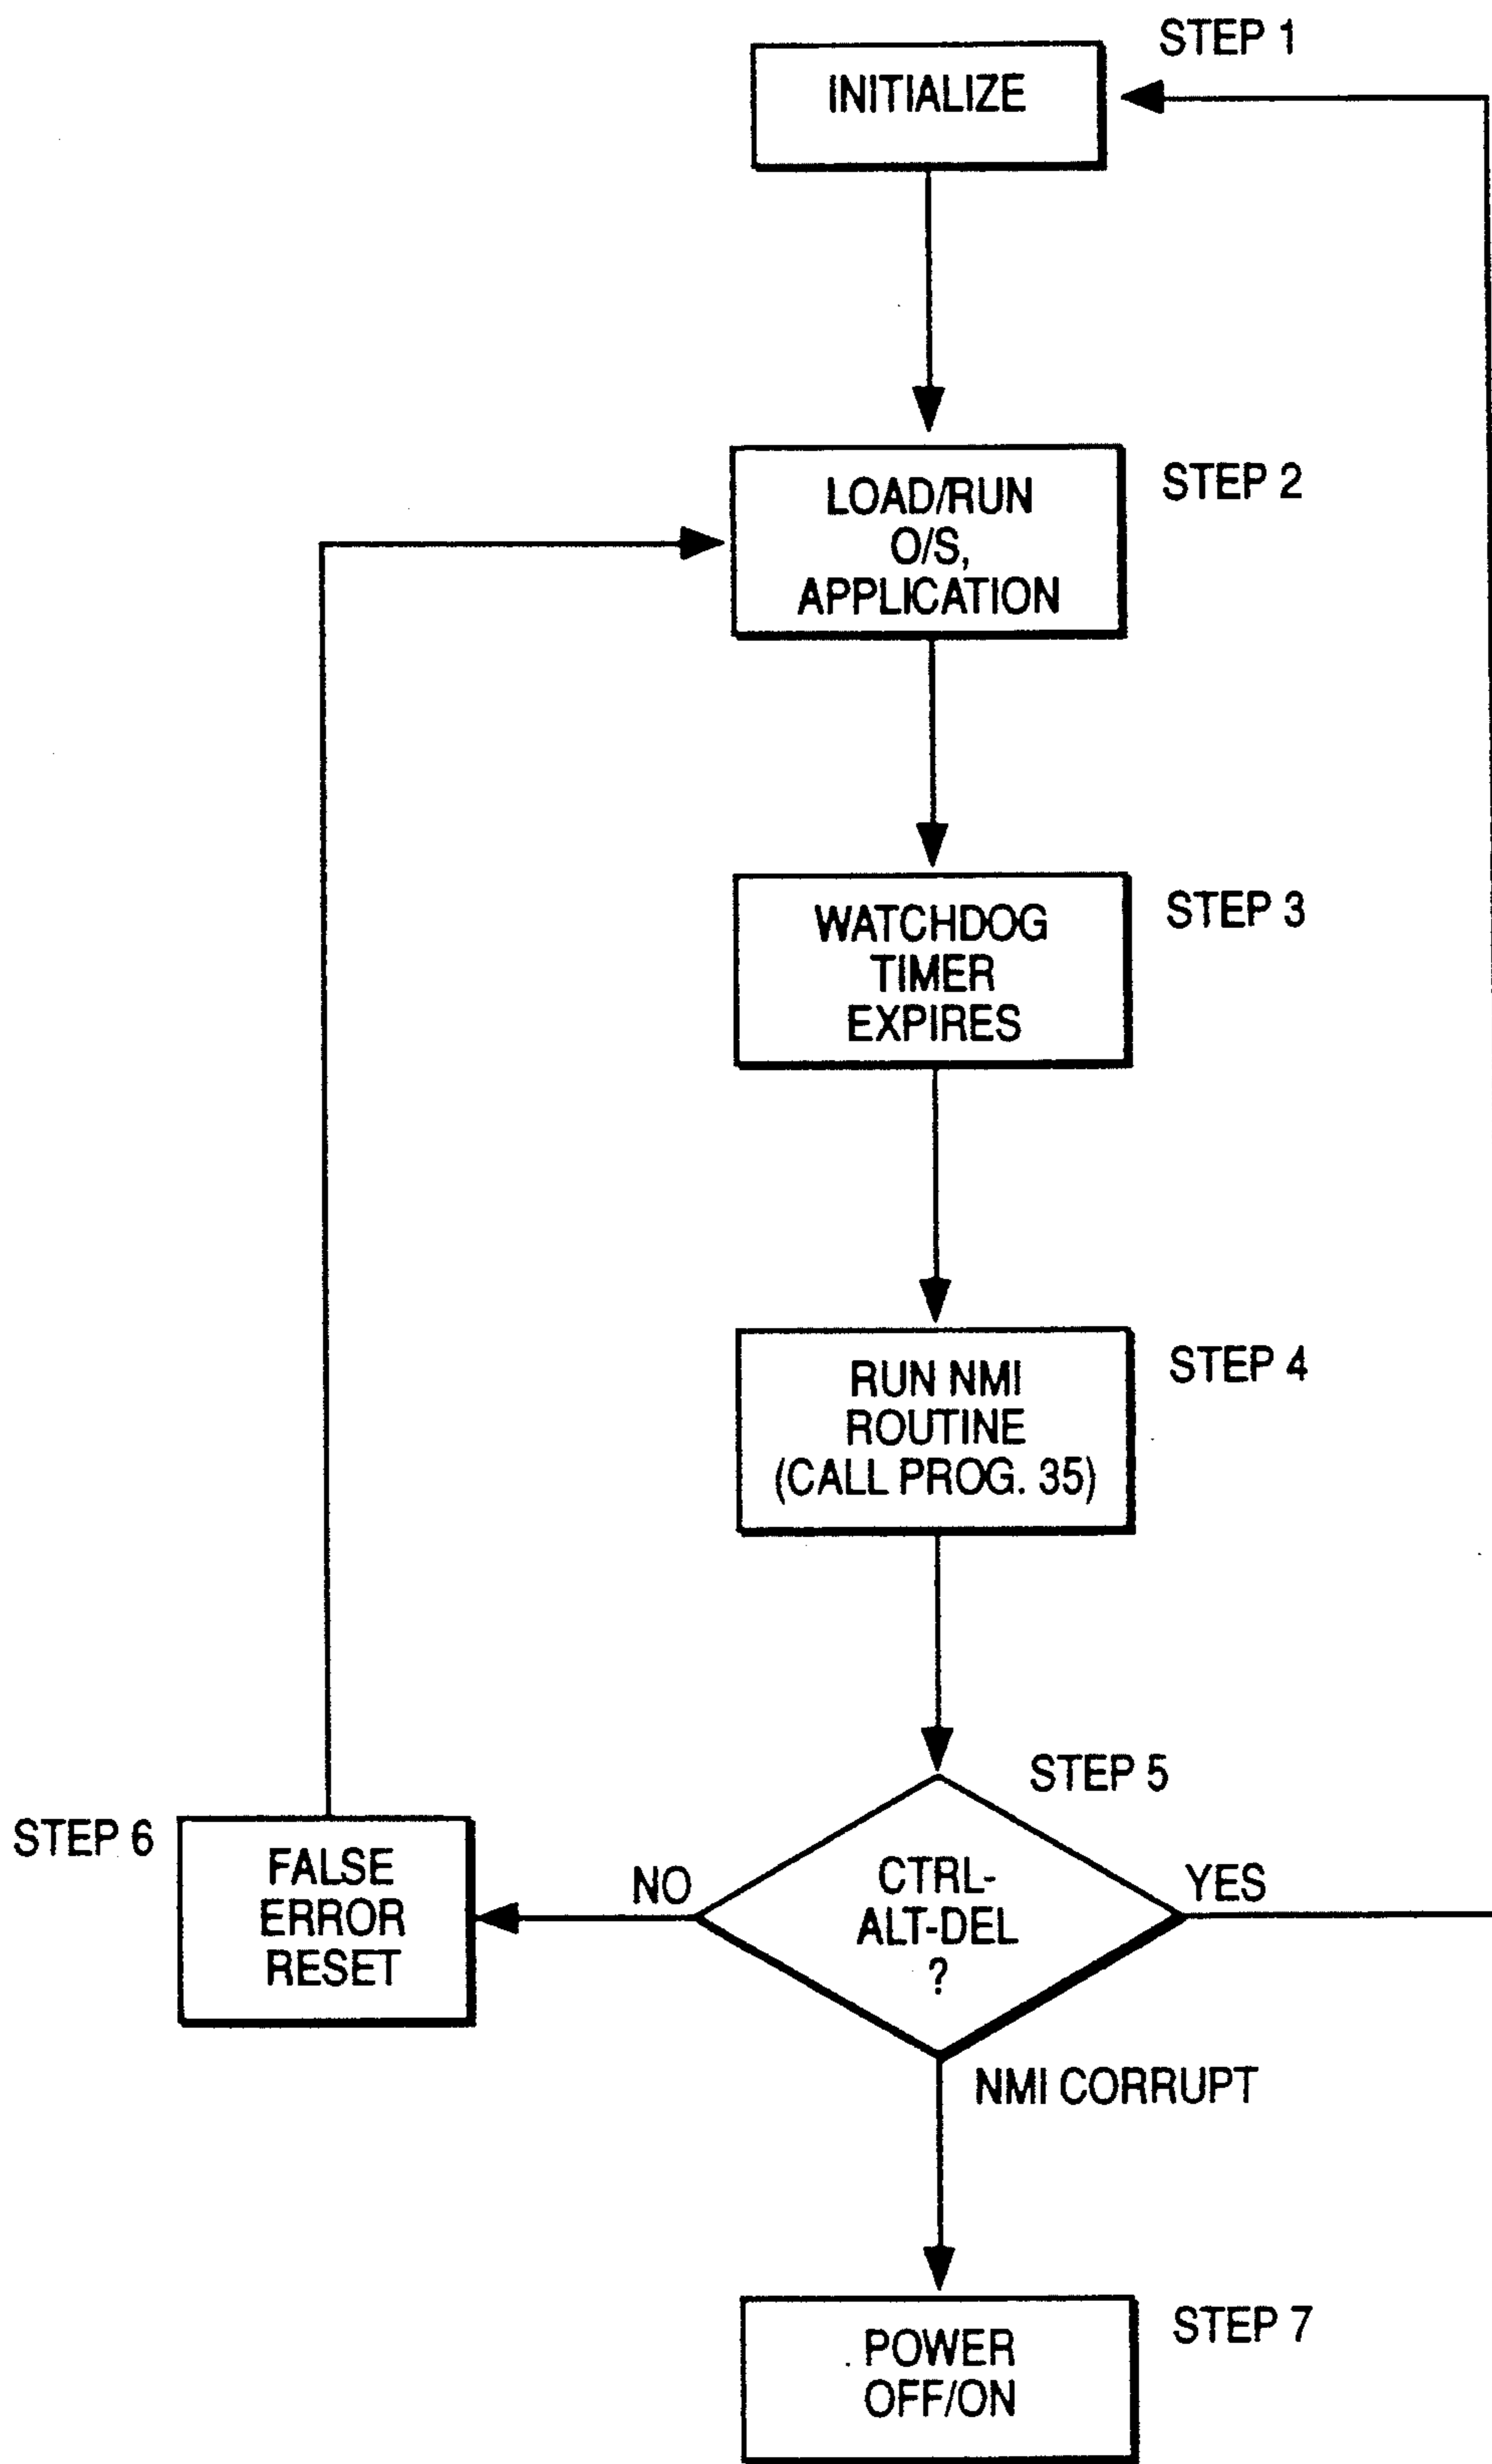 STEP 1
INITIALIZE
STEP 2
LOAD/RUN
O/S,
APPLICATION
STEP 3
WATCHDOG
TIMER
EXPIRES
STEP 4
RUN NMI
ROUTINE
(CALL PROG. 35)
STEP 5
CTRL-
ALT-DEL
?
NO
YES
STEP 6
FALSE
ERROR
RESET
NMI CORRUPT
STEP 7
POWER
OFF/ON